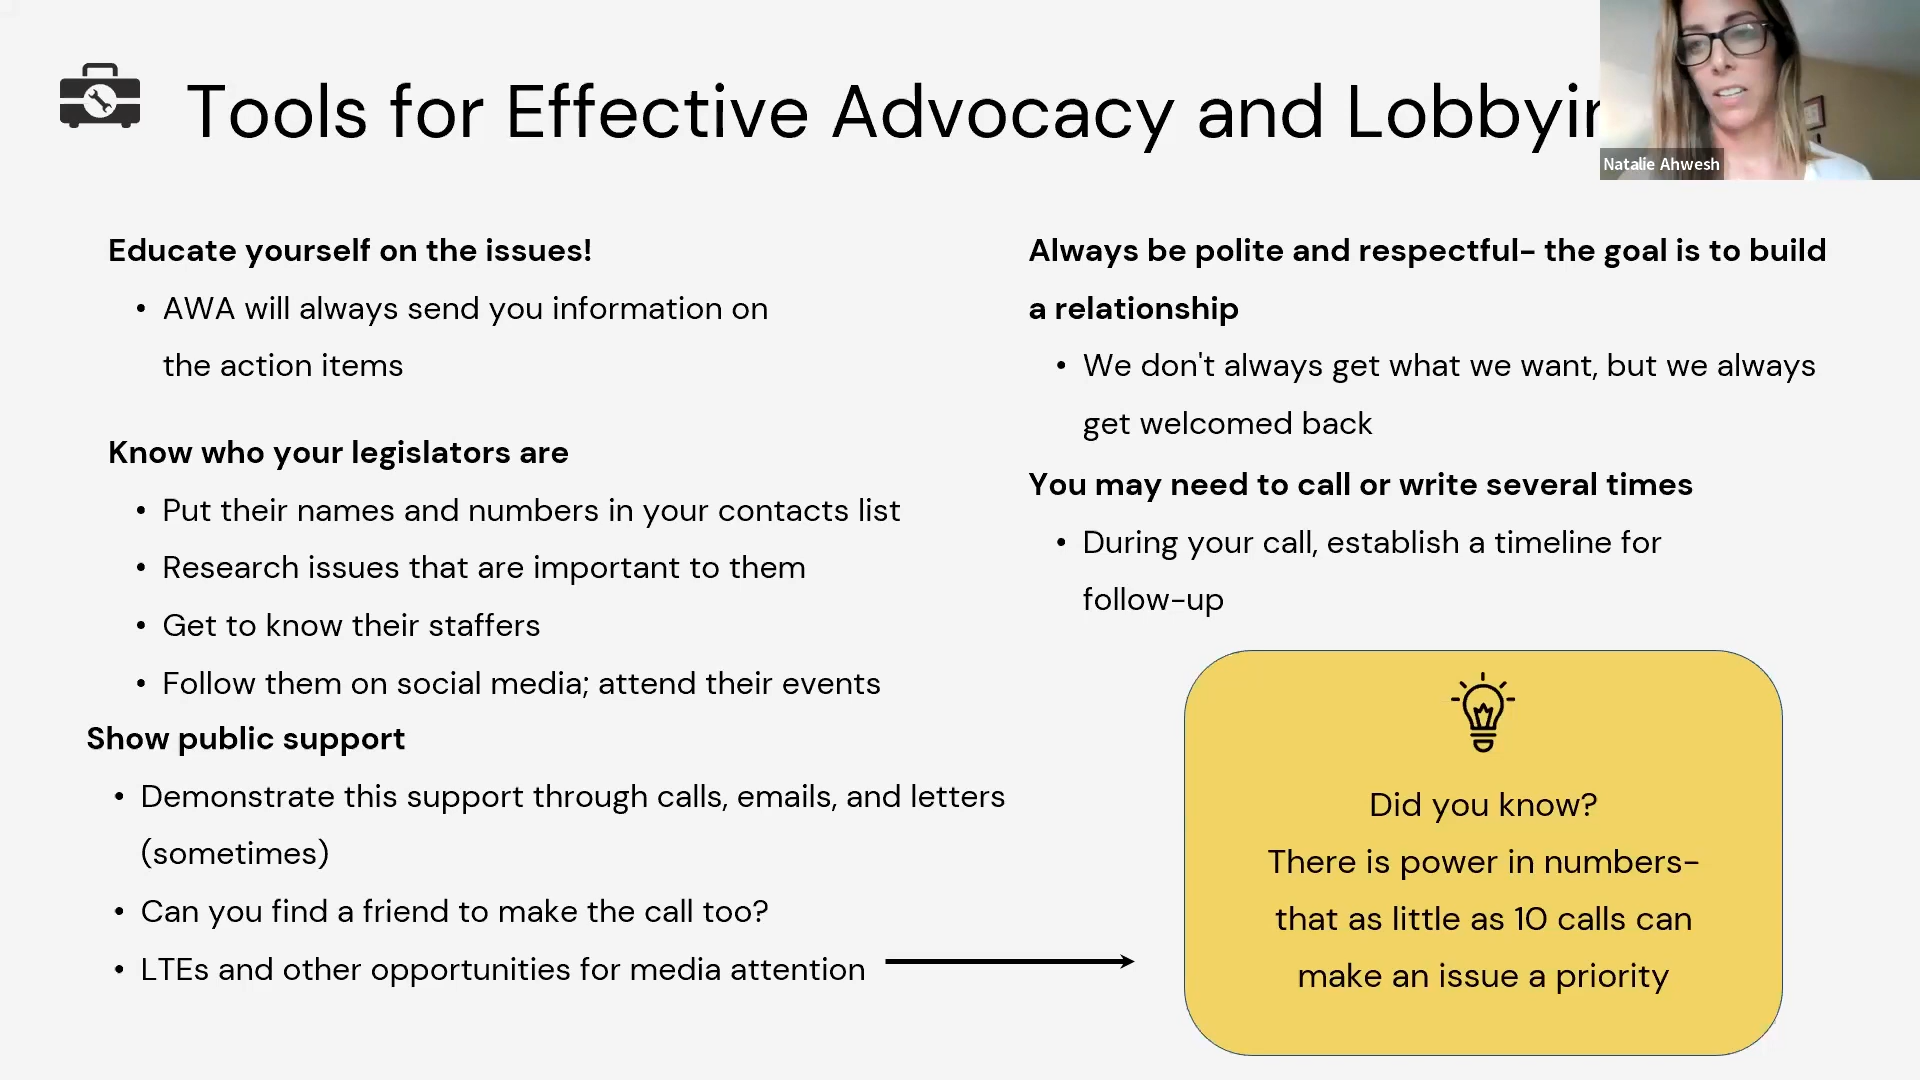 Tools for Effective Advocacy and Lobbyin
Natalie Ahwesh
Educate yourself on the issues!
• AWA will always send you information on
the action items
Know who your legislators are
• Put their names and numbers in your contacts list
• Research issues that are important to them
• Get to know their staffers
• Follow them on social media; attend their events
Show public support
• Demonstrate this support through calls, emails, and letters
(sometimes)
• Can you find a friend to make the call too?
• LTEs and other opportunities for media attention
Always be polite and respectful- the goal is to build
a relationship
• We don't always get what we want, but we always
get welcomed back
You may need to call or write several times
• During your call, establish a timeline for
follow-up
Did you know?
There is power in numbers-
that as little as 10 calls can
make an issue a priority